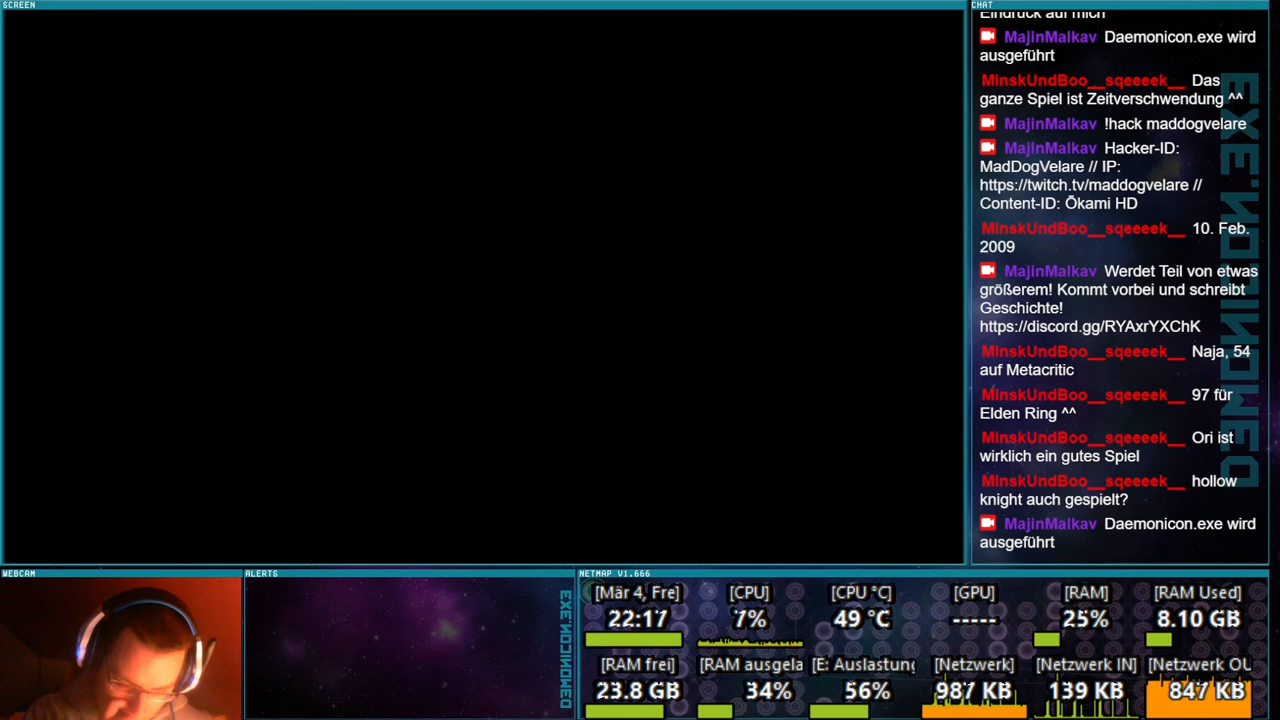 SCREEN
CHAT
Eindruck auf mich
MajinMalkav Daemonicon.exe wird
ausgeführt
MinskUndBoo__sqeeeek__ Das
ganze Spiel ist Zeitverschwendung ^^
MajinMalkav !hack maddogvelare
MajinMalkav Hacker-ID:
MadDogVelare // IP:
https://twitch.tv/maddogvelare //
Content-ID: Ōkami HD
MinskUndBoo__sqeeeek__ 10. Feb.
2009
MajinMalkav Werdet Teil von etwas
größerem! Kommt vorbei und schreibt
Geschichte!
https://discord.gg/RYAxrYXChK
MinskUndBoo__sqeeeek__ Naja, 54
auf Metacritic
MinskUndBoo__sqeeeek__ 97 für
Elden Ring ^^
MinskUndBoo__sqeeeek__ Ori ist
wirklich ein gutes Spiel
MinskUndBoo__sqeeeek__ hollow
knight auch gespielt?
MajinMalkav Daemonicon.exe wird
ausgeführt
WEBCAM
ALERTS
NETMAP V1.666
[Mär 4, Fre] [CPU] [CPU °C] [GPU] [RAM] [RAM Used]
22:17 7% 49 °C ----- 25% 8.10 GB
[RAM frei] [RAM ausgela [E: Auslastung [Netzwerk] [Netzwerk IN] [Netzwerk OU
23.8 GB 34% 56% 987 KB 139 KB 847 KB